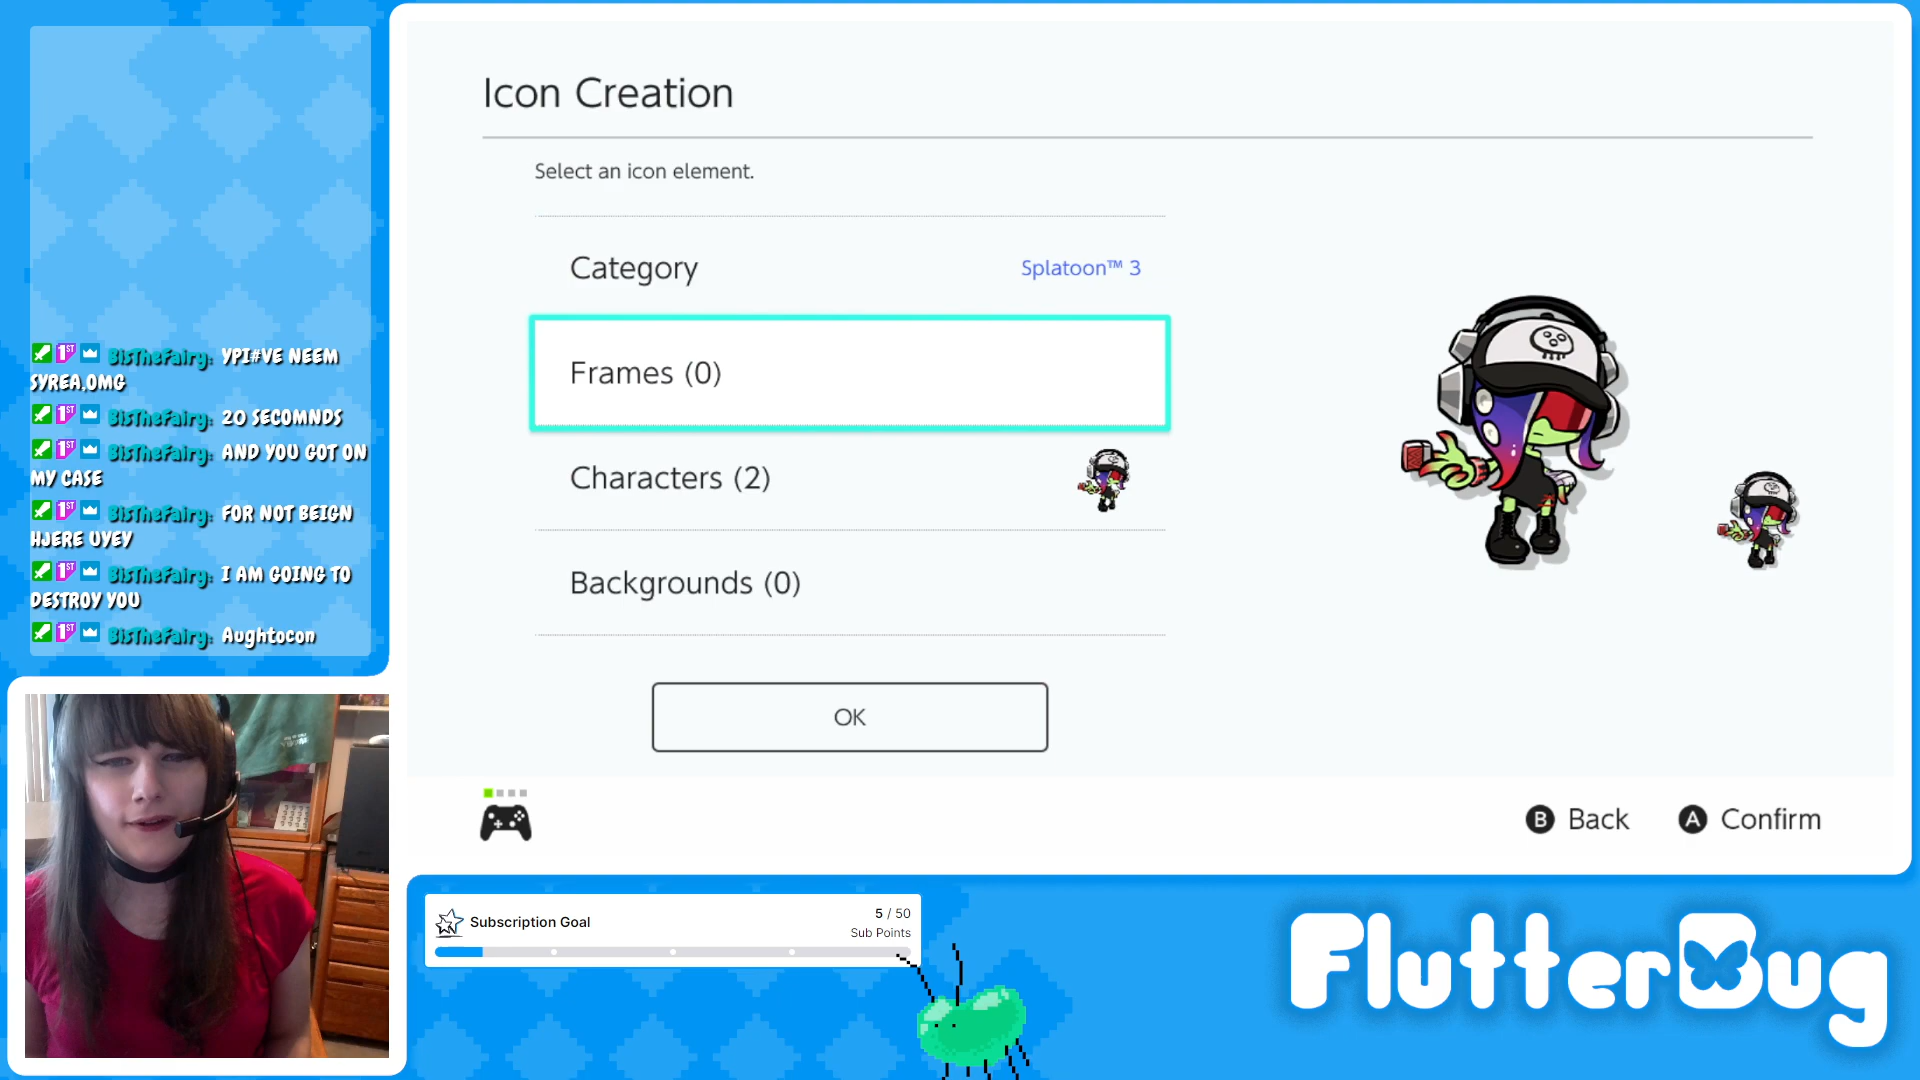 BisTheFairy: YPI#VE NEEM
SYREA,OMG
BisTheFairy: 20 SECOMNDS
BisTheFairy: AND YOU GOT ON
MY CASE
BisTheFairy: FOR NOT BEIGN
HJERE UYEY
BisTheFairy: I AM GOING TO
DESTROY YOU
BisTheFairy: Aughtocon
Icon Creation
Select an icon element.
Category Splatoon™ 3
Frames (0)
Characters (2)
Backgrounds (0)
OK
B Back A Confirm
Subscription Goal 5 / 50
Sub Points
FlutterBug